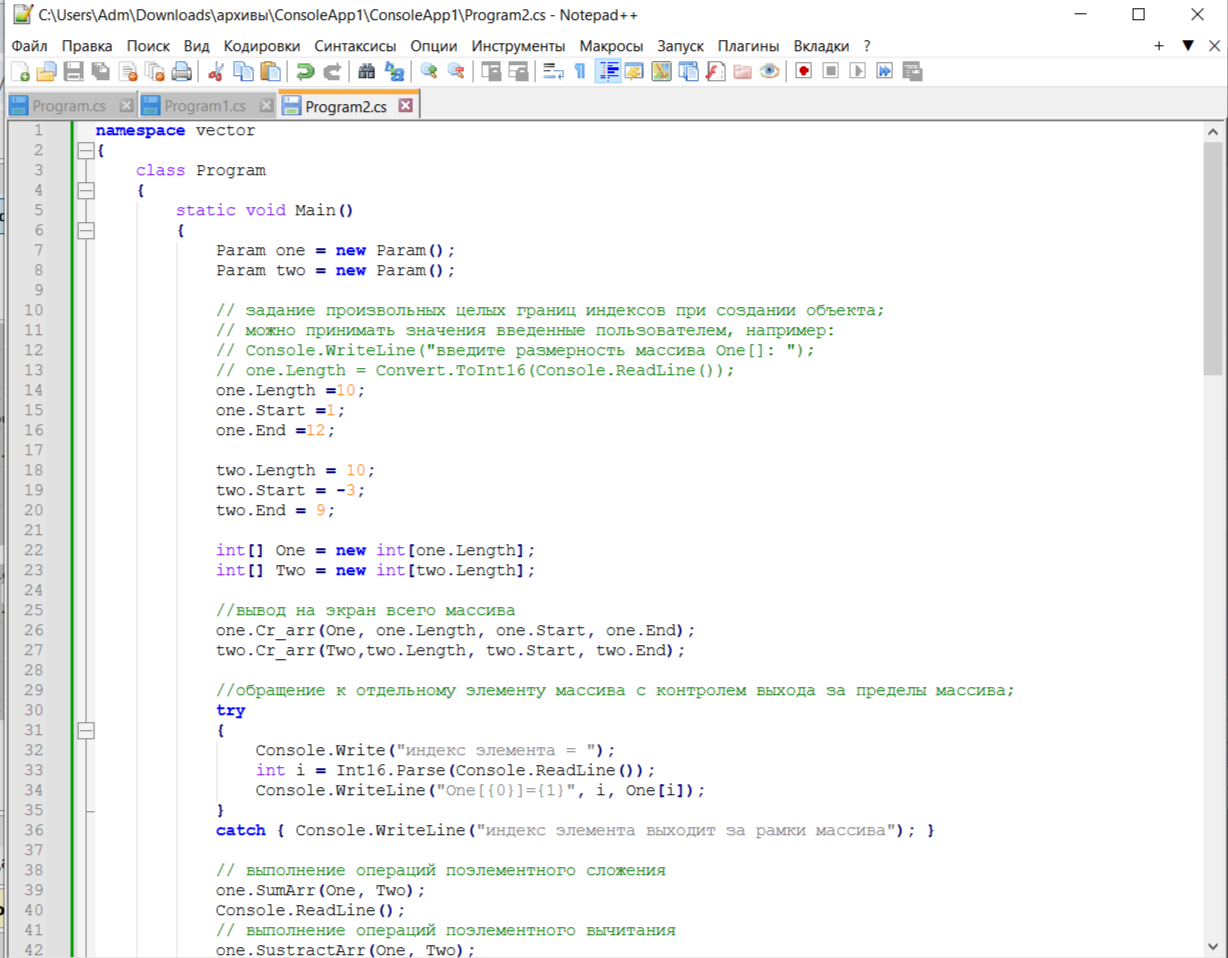 C:\Users\Adm\Downloads\архивы\ConsoleApp1\ConsoleApp1\Program2.cs - Notepad++
Файл Правка Поиск Вид Кодировки Синтаксисы Опции Инструменты Макросы Запуск Плагины Вкладки ?
Program.cs Program1.cs Program2.cs
1 namespace vector
2 {
3 class Program
4 {
5 static void Main()
6 {
7 Param one = new Param();
8 Param two = new Param();
9
10 // задание произвольных целых границ индексов при создании объекта;
11 // можно принимать значения введенные пользователем, например:
12 // Console.WriteLine("введите размерность массива One[]: ");
13 // one.Length = Convert.ToInt16(Console.ReadLine());
14 one.Length =10;
15 one.Start =1;
16 one.End =12;
17
18 two.Length = 10;
19 two.Start = -3;
20 two.End = 9;
21
22 int[] One = new int[one.Length];
23 int[] Two = new int[two.Length];
24
25 //вывод на экран всего массива
26 one.Cr_arr(One, one.Length, one.Start, one.End);
27 two.Cr_arr(Two,two.Length, two.Start, two.End);
28
29 //обращение к отдельному элементу массива с контролем выхода за пределы массива;
30 try
31 {
32 Console.Write("индекс элемента = ");
33 int i = Int16.Parse(Console.ReadLine());
34 Console.WriteLine("One[{0}]={1}", i, One[i]);
35 }
36 catch { Console.WriteLine("индекс элемента выходит за рамки массива"); }
37
38 // выполнение операций поэлементного сложения
39 one.SumArr(One, Two);
40 Console.ReadLine();
41 // выполнение операций поэлементного вычитания
42 one.SustractArr(One, Two);